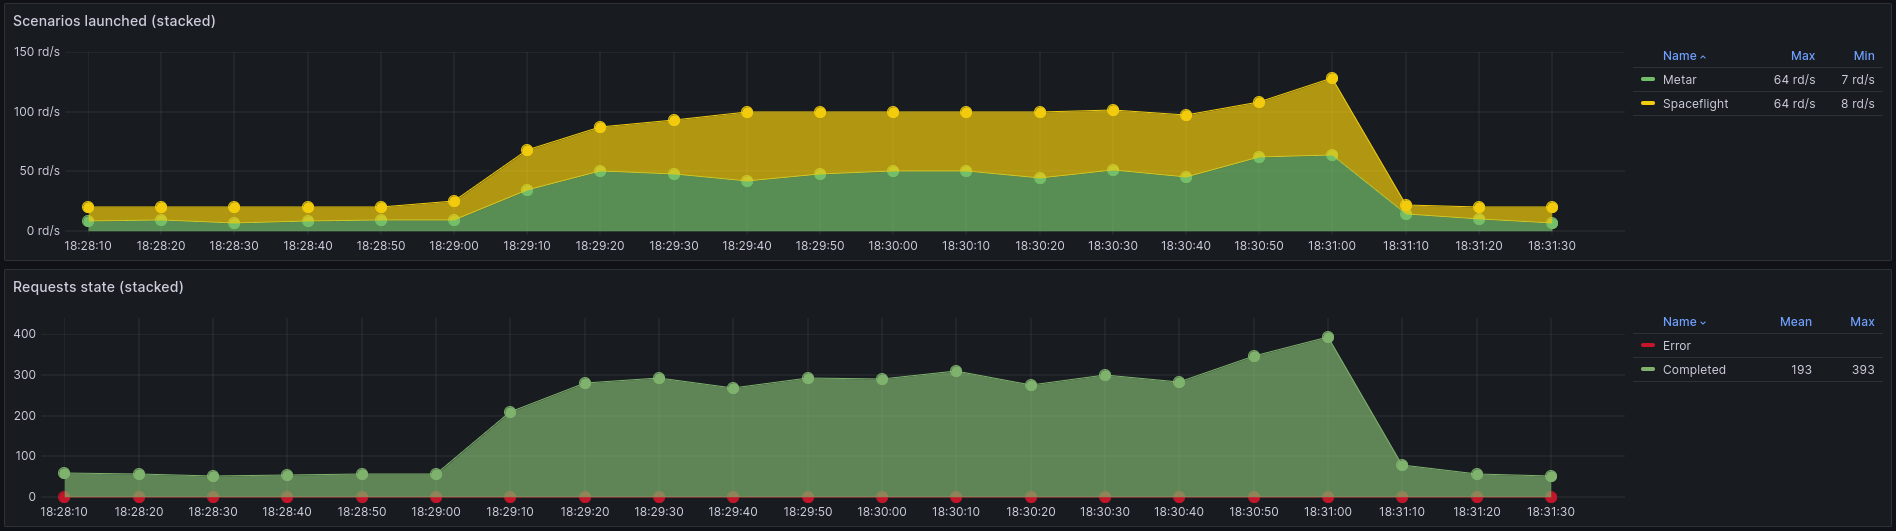 Scenarios launched (stacked)
150 rd/s
100 rd/s
50 rd/s
0 rd/s
18:28:10 18:28:20 18:28:30 18:28:40 18:28:50 18:29:00 18:29:10 18:29:20 18:29:30 18:29:40 18:29:50 18:30:00 18:30:10 18:30:20 18:30:30 18:30:40 18:30:50 18:31:00 18:31:10 18:31:20 18:31:30
Name Max Min
Metar 64 rd/s 7 rd/s
Spaceflight 64 rd/s 8 rd/s
Requests state (stacked)
400
300
200
100
0
18:28:10 18:28:20 18:28:30 18:28:40 18:28:50 18:29:00 18:29:10 18:29:20 18:29:30 18:29:40 18:29:50 18:30:00 18:30:10 18:30:20 18:30:30 18:30:40 18:30:50 18:31:00 18:31:10 18:31:20 18:31:30
Name Mean Max
Error
Completed 193 393